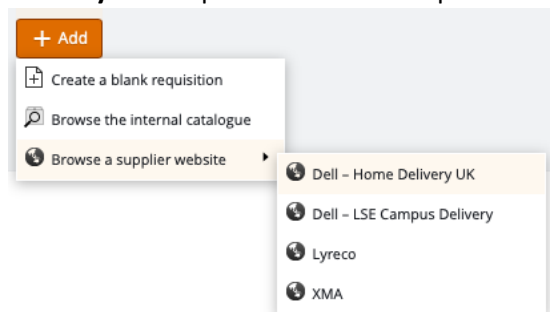 + Add
Create a blank requisition
Browse the internal catalogue
Browse a supplier website
Dell – Home Delivery UK
Dell – LSE Campus Delivery
Lyreco
XMA